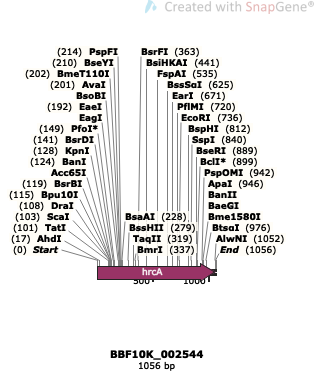 Created with SnapGene®
(214) PspFI BsrFI (363)
(210) BseYI BsiHKAI (441)
(202) BmeT110I FspAI (535)
(201) AvaI BssSαI (625)
BsoBI EarI (671)
(192) EaeI PflMI (720)
EagI EcoRI (736)
(149) PfoI* BspHI (812)
(141) BsrDI SspI (840)
(128) KpnI BseRI (889)
(124) BanI BclI* (899)
Acc65I PspOMI (942)
(119) BsrBI ApaI (946)
(115) Bpu10I BanII
(108) DraI BaeGI
(103) ScaI BsaAI (228) Bme1580I
(101) TatI BssHII (279) BtsαI (976)
(17) AhdI TaqII (319) AlwNI (1052)
(0) Start BmrI (337) End (1056)
hrcA
500 1000
BBF10K_002544
1056 bp